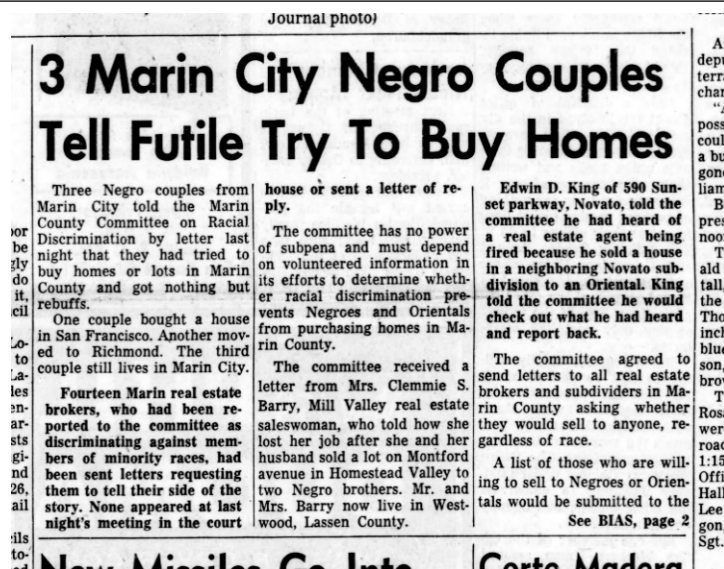 Journal photo)
3 Marin City Negro Couples
Tell Futile Try To Buy Homes
Three Negro couples from
Marin City told the Marin
County Committee on Racial
Discrimination by letter last
night that they had tried to
buy homes or lots in Marin
County and got nothing but
rebuffs.
One couple bought a house
in San Francisco. Another mov-
ed to Richmond. The third
couple still lives in Marin City.
Fourteen Marin real estate
brokers, who had been re-
ported to the committee as
discriminating against mem-
bers of minority races, had
been sent letters requesting
them to tell their side of the
story. None appeared at last
night's meeting in the court
house or sent a letter of re-
ply.
The committee has no power
of subpena and must depend
on volunteered information in
its efforts to determine wheth-
er racial discrimination pre-
vents Negroes and Orientals
from purchasing homes in Ma-
rin County.
The committee received a
letter from Mrs. Clemmie S.
Barry, Mill Valley real estate
saleswoman, who told how she
lost her job after she and her
husband sold a lot on Montford
avenue in Homestead Valley to
two Negro brothers. Mr. and
Mrs. Barry now live in West-
wood, Lassen County.
Edwin D. King of 590 Sun-
set parkway, Novato, told the
committee he had heard of
a real estate agent being
fired because he sold a house
in a neighboring Novato sub-
division to an Oriental. King
told the committee he would
check out what he had heard
and report back.
The committee agreed to
send letters to all real estate
brokers and subdividers in Ma-
rin County asking whether
they would sell to anyone, re-
gardless of race.
A list of those who are will-
ing to sell to Negroes or Orien-
tals would be submitted to the
See BIAS, page 2
New Missiles Go Into
Corte Madera